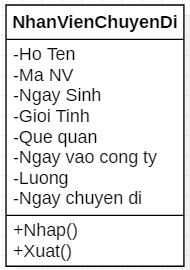 NhanVienChuyenDi
-Ho Ten
-Ma NV
-Ngay Sinh
-Gioi Tinh
-Que quan
-Ngay vao cong ty
-Luong
-Ngay chuyen di
+Nhap()
+Xuat()